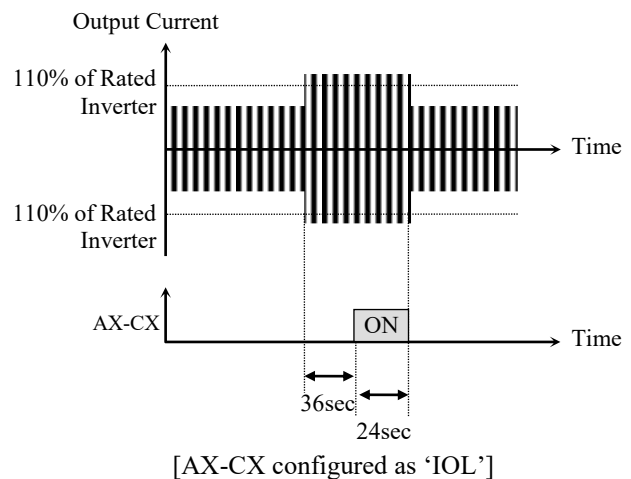 Output Current
110% of Rated
Inverter
Time
110% of Rated
Inverter
AX-CX
ON
Time
36sec
24sec
[AX-CX configured as ‘IOL’]